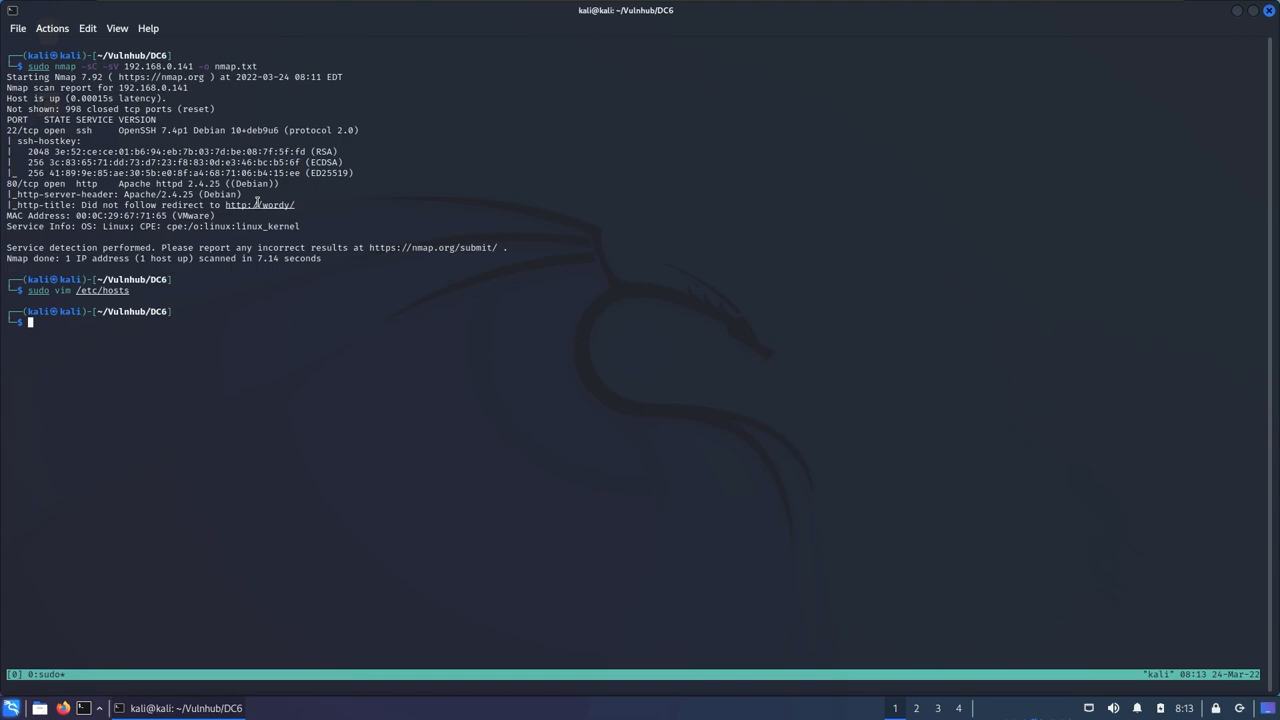 kali@kali: ~/Vulnhub/DC6
File Actions Edit View Help
┌──(kali㉿kali)-[~/Vulnhub/DC6]
└─$ sudo nmap -sC -sV 192.168.0.141 -o nmap.txt
Starting Nmap 7.92 ( https://nmap.org ) at 2022-03-24 08:11 EDT
Nmap scan report for 192.168.0.141
Host is up (0.00015s latency).
Not shown: 998 closed tcp ports (reset)
PORT   STATE SERVICE VERSION
22/tcp open  ssh     OpenSSH 7.4p1 Debian 10+deb9u6 (protocol 2.0)
| ssh-hostkey:
|   2048 3e:52:ce:ce:01:b6:94:eb:7b:03:7d:be:08:7f:5f:fd (RSA)
|   256 3c:83:65:71:dd:73:d7:23:f8:83:0d:e3:46:bc:b5:6f (ECDSA)
|_  256 41:89:9e:85:ae:30:5b:e0:8f:a4:68:71:06:b4:15:ee (ED25519)
80/tcp open  http    Apache httpd 2.4.25 ((Debian))
|_http-server-header: Apache/2.4.25 (Debian)
|_http-title: Did not follow redirect to http://wordy/
MAC Address: 00:0C:29:67:71:65 (VMware)
Service Info: OS: Linux; CPE: cpe:/o:linux:linux_kernel
Service detection performed. Please report any incorrect results at https://nmap.org/submit/ .
Nmap done: 1 IP address (1 host up) scanned in 7.14 seconds
┌──(kali㉿kali)-[~/Vulnhub/DC6]
└─$ sudo vim /etc/hosts
┌──(kali㉿kali)-[~/Vulnhub/DC6]
└─$
[0] 0:sudo* "kali" 08:13 24-Mar-22
kali@kali: ~/Vulnhub/DC6 1 2 3 4 8:13